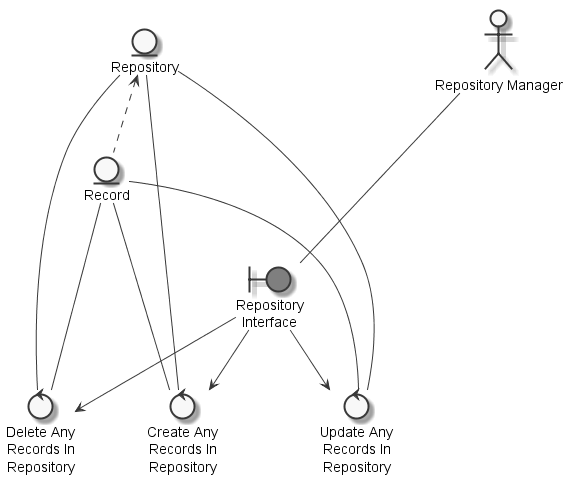 Repository
Repository Manager
Record
Repository
Interface
Delete Any
Records In
Repository
Create Any
Records In
Repository
Update Any
Records In
Repository